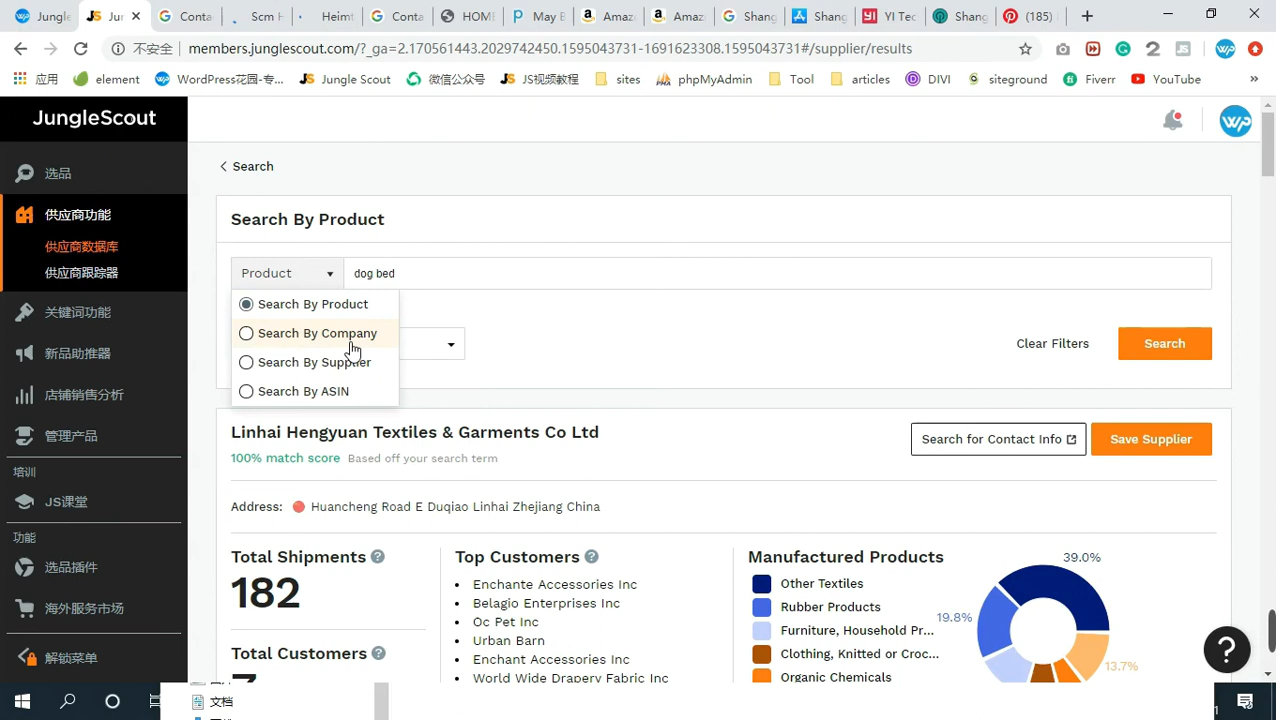 Jungle
Ju
Conta
Scm H
Heimt
Conta
HOME
May B
Amaz
Amaz
Shang
Shang
YI Tec
Shang
(185)
不安全 members.junglescout.com/?_ga=2.170561443.2029742450.1595043731-1691623308.1595043731#/supplier/results
应用 element WordPress花园-专... Jungle Scout 微信公众号 JS视频教程 sites phpMyAdmin Tool articles DIVI siteground Fiverr YouTube »
JungleScout
选品
供应商功能
供应商数据库
供应商跟踪器
关键词功能
新品助推器
店铺销售分析
管理产品
培训
JS课堂
功能
选品插件
海外服务市场
解锁菜单
Search
Search By Product
Product dog bed
Search By Product
Search By Company
Search By Supplier
Search By ASIN
Clear Filters Search
Linhai Hengyuan Textiles & Garments Co Ltd
100% match score Based off your search term
Search for Contact Info Save Supplier
Address: Huancheng Road E Duqiao Linhai Zhejiang China
Total Shipments ?
182
Total Customers ?
Top Customers ?
Enchante Accessories Inc
Belagio Enterprises Inc
Oc Pet Inc
Urban Barn
Enchant Accessories Inc
World Wide Drapery Fabric Inc
Manufactured Products
Other Textiles
Rubber Products
Furniture, Household Pr...
Clothing, Knitted or Croc...
Organic Chemicals
39.0%
19.8%
13.7%
?
文档